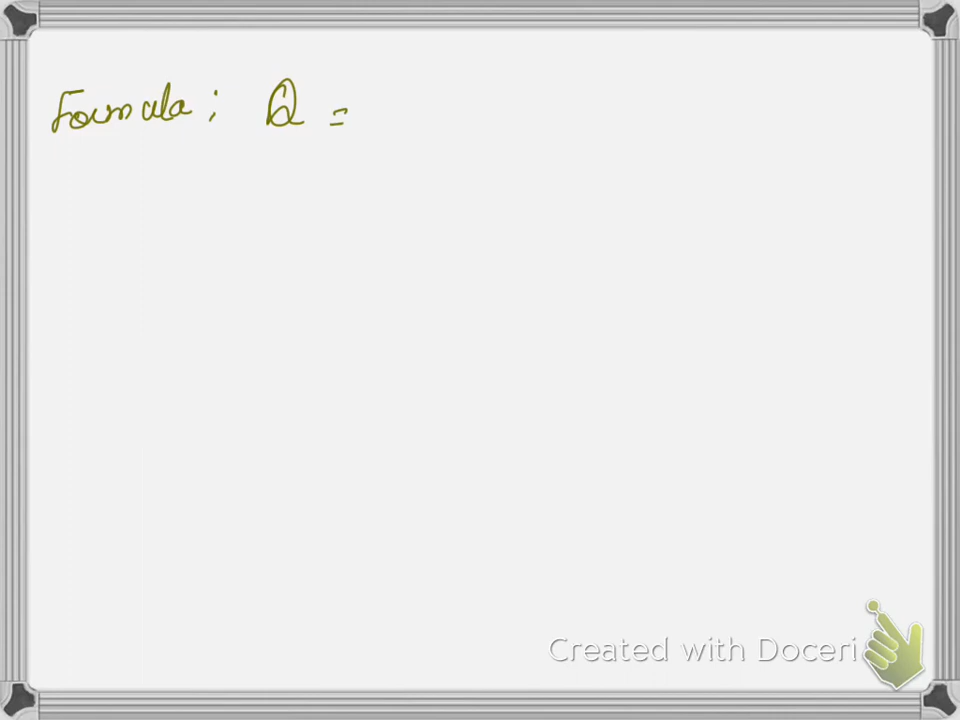 Formula : Q =
Created with Doceri